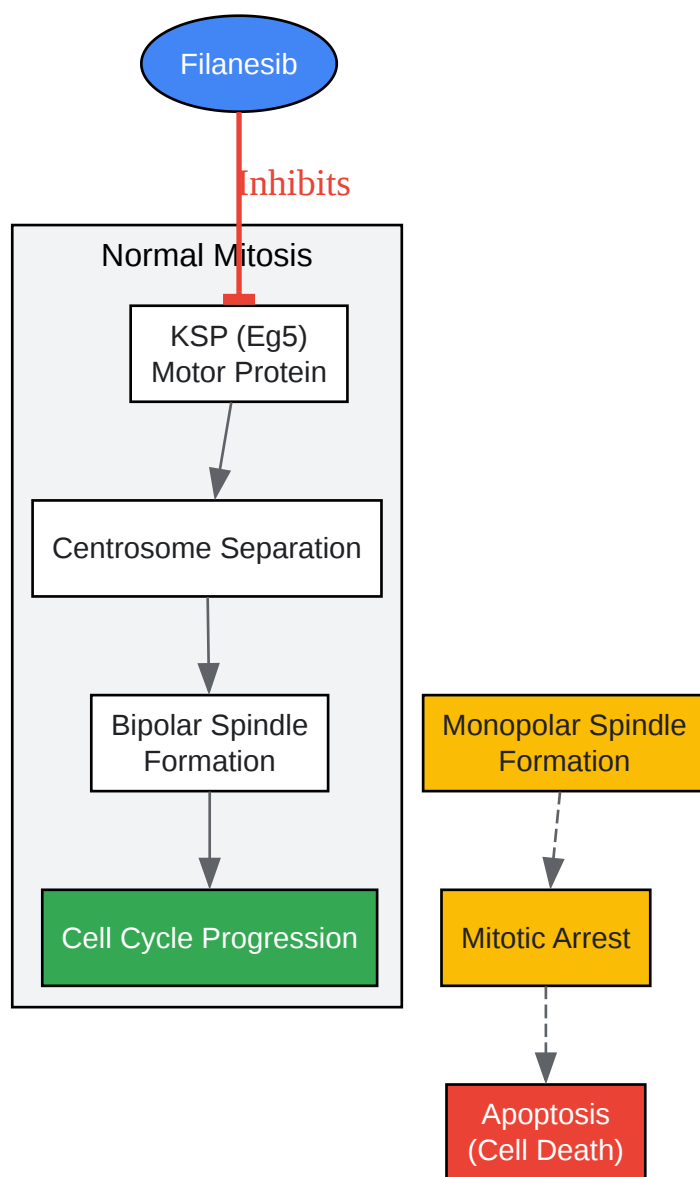 Filanesib
Inhibits
Normal Mitosis
KSP (Eg5)
Motor Protein
Centrosome Separation
Bipolar Spindle
Formation
Monopolar Spindle
Formation
Cell Cycle Progression
Mitotic Arrest
Apoptosis
(Cell Death)